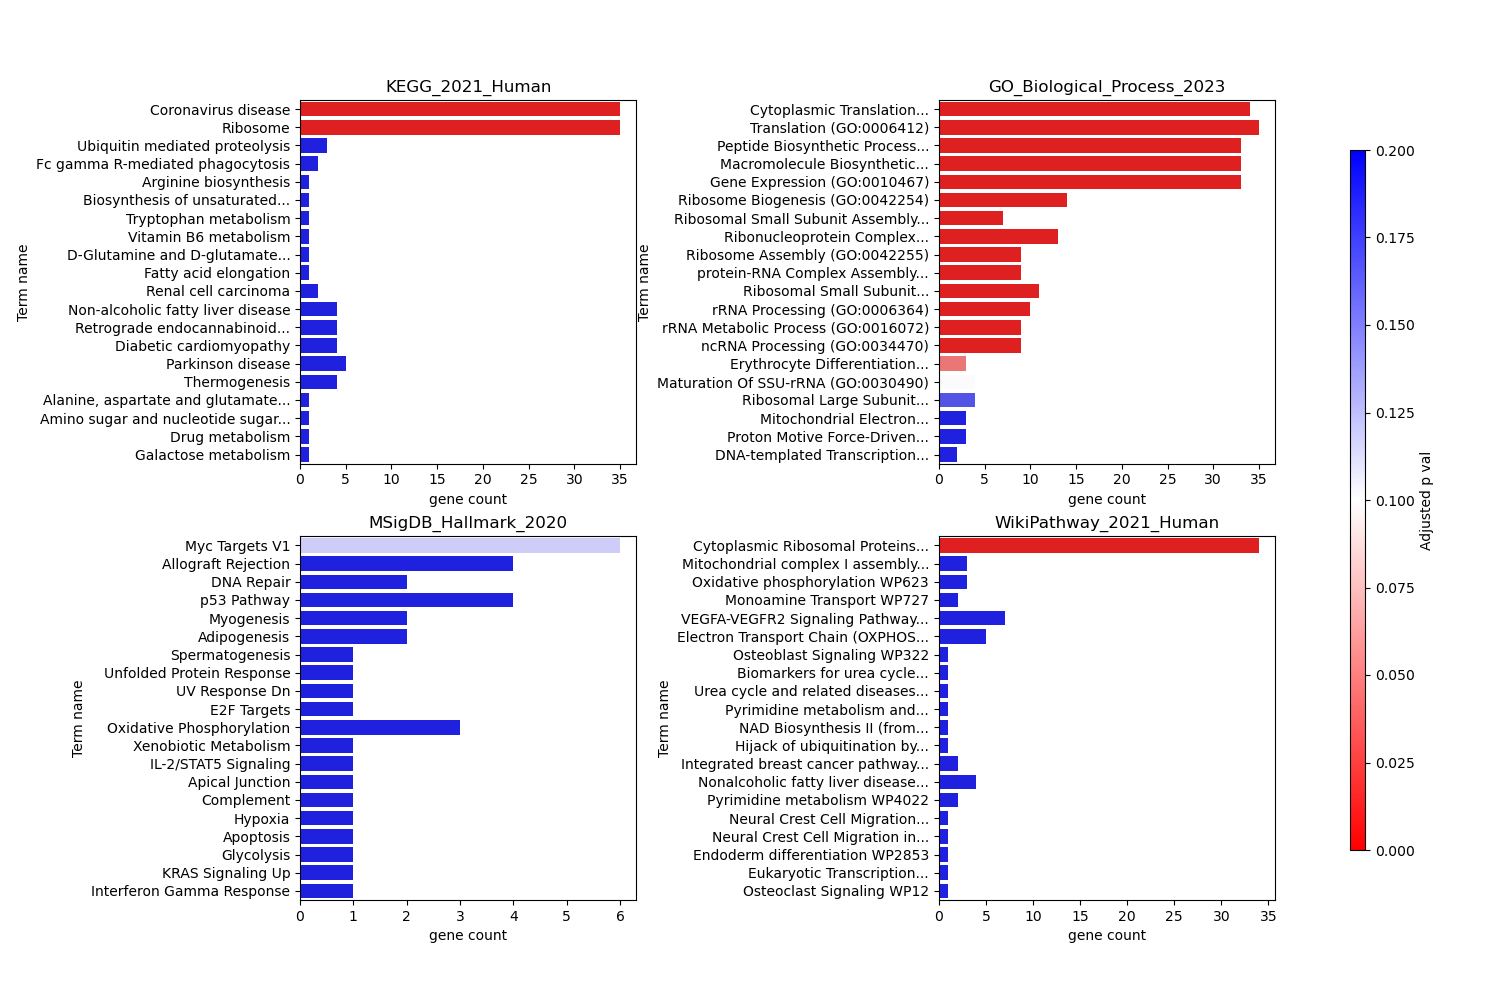 KEGG_2021_Human
Coronavirus disease
Ribosome
Ubiquitin mediated proteolysis
Fc gamma R-mediated phagocytosis
Arginine biosynthesis
Biosynthesis of unsaturated...
Tryptophan metabolism
Vitamin B6 metabolism
D-Glutamine and D-glutamate...
Fatty acid elongation
Renal cell carcinoma
Non-alcoholic fatty liver disease
Retrograde endocannabinoid...
Diabetic cardiomyopathy
Parkinson disease
Thermogenesis
Alanine, aspartate and glutamate...
Amino sugar and nucleotide sugar...
Drug metabolism
Galactose metabolism
Term name
0 5 10 15 20 25 30 35
gene count
GO_Biological_Process_2023
Cytoplasmic Translation...
Translation (GO:0006412)
Peptide Biosynthetic Process...
Macromolecule Biosynthetic...
Gene Expression (GO:0010467)
Ribosome Biogenesis (GO:0042254)
Ribosomal Small Subunit Assembly...
Ribonucleoprotein Complex...
Ribosome Assembly (GO:0042255)
protein-RNA Complex Assembly...
Ribosomal Small Subunit...
rRNA Processing (GO:0006364)
rRNA Metabolic Process (GO:0016072)
ncRNA Processing (GO:0034470)
Erythrocyte Differentiation...
Maturation Of SSU-rRNA (GO:0030490)
Ribosomal Large Subunit...
Mitochondrial Electron...
Proton Motive Force-Driven...
DNA-templated Transcription...
Term name
0 5 10 15 20 25 30 35
gene count
MSigDB_Hallmark_2020
Myc Targets V1
Allograft Rejection
DNA Repair
p53 Pathway
Myogenesis
Adipogenesis
Spermatogenesis
Unfolded Protein Response
UV Response Dn
E2F Targets
Oxidative Phosphorylation
Xenobiotic Metabolism
IL-2/STAT5 Signaling
Apical Junction
Complement
Hypoxia
Apoptosis
Glycolysis
KRAS Signaling Up
Interferon Gamma Response
Term name
0 1 2 3 4 5 6
gene count
WikiPathway_2021_Human
Cytoplasmic Ribosomal Proteins...
Mitochondrial complex I assembly...
Oxidative phosphorylation WP623
Monoamine Transport WP727
VEGFA-VEGFR2 Signaling Pathway...
Electron Transport Chain (OXPHOS...
Osteoblast Signaling WP322
Biomarkers for urea cycle...
Urea cycle and related diseases...
Pyrimidine metabolism and...
NAD Biosynthesis II (from...
Hijack of ubiquitination by...
Integrated breast cancer pathway...
Nonalcoholic fatty liver disease...
Pyrimidine metabolism WP4022
Neural Crest Cell Migration...
Neural Crest Cell Migration in...
Endoderm differentiation WP2853
Eukaryotic Transcription...
Osteoclast Signaling WP12
Term name
0 5 10 15 20 25 30 35
gene count
0.200
0.175
0.150
0.125
0.100
0.075
0.050
0.025
0.000
Adjusted p val